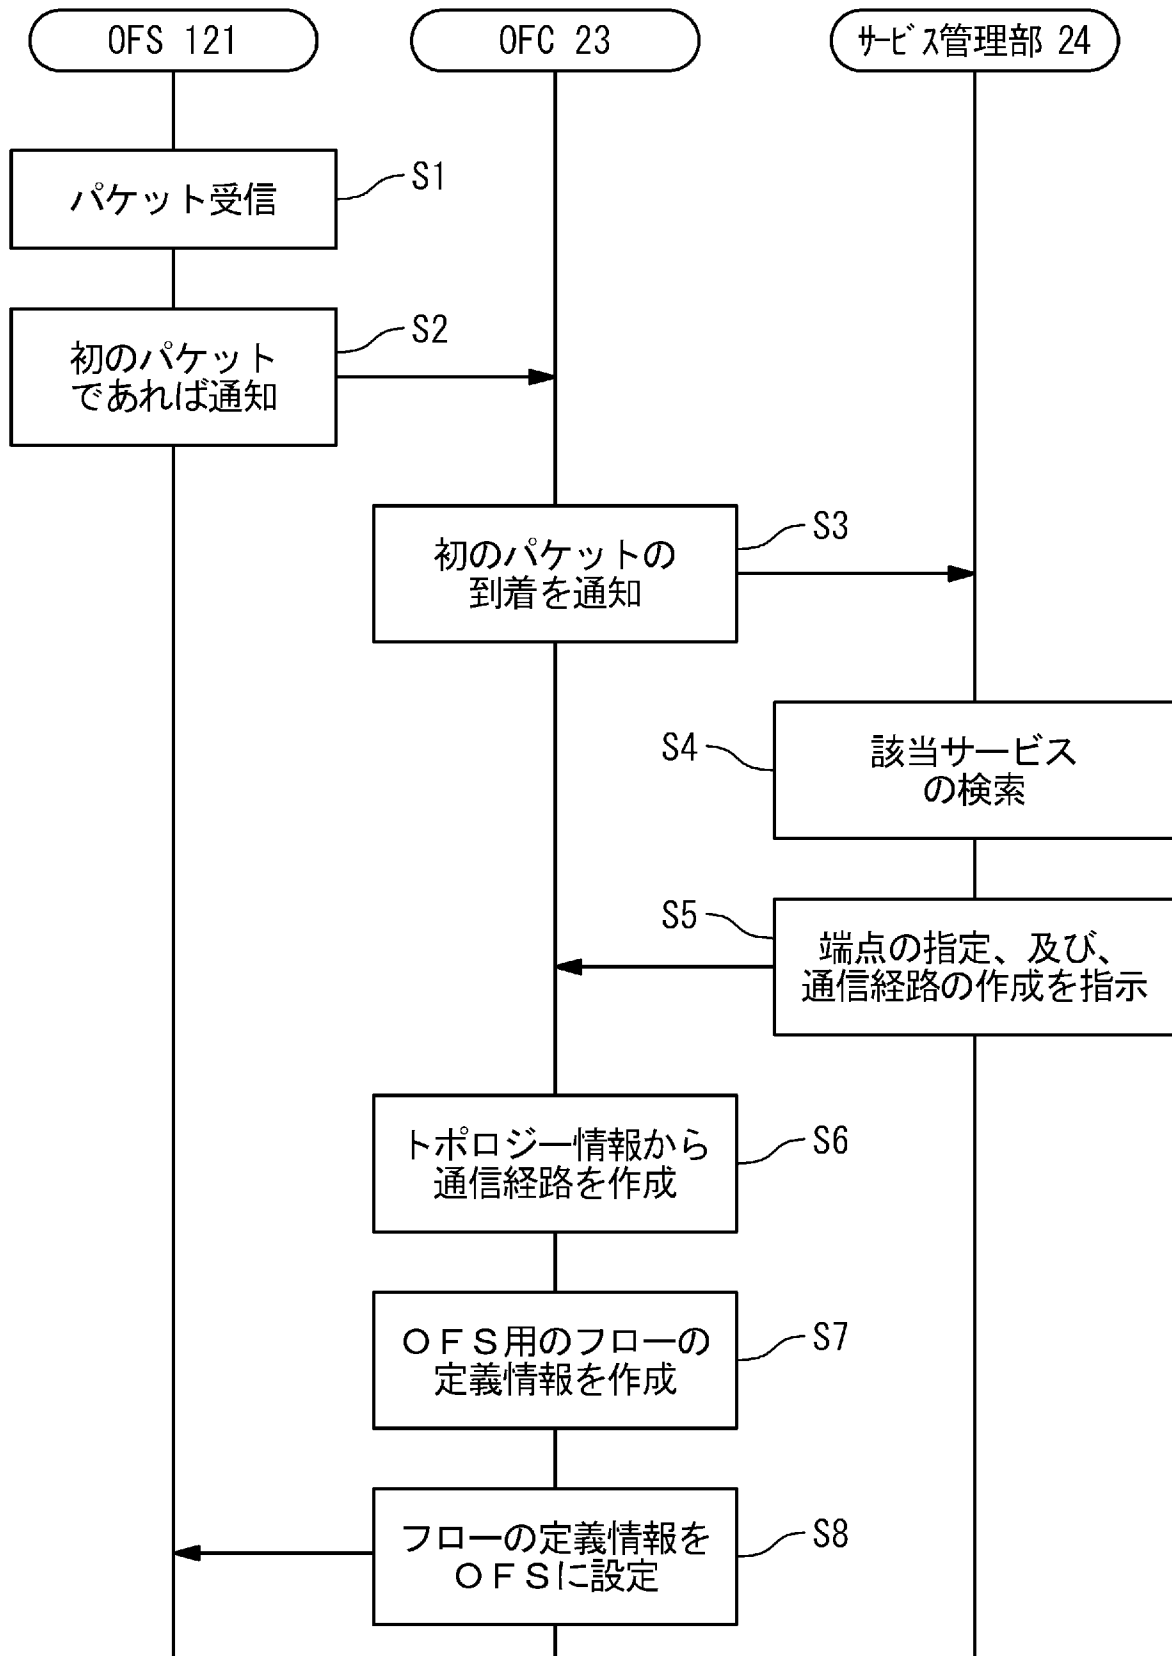 OFS 121
OFC 23
サービス管理部 24
パケット受信
S1
初のパケット
であれば通知
S2
初のパケットの
到着を通知
S3
該当サービス
の検索
S4
端点の指定、及び、
通信経路の作成を指示
S5
トポロジー情報から
通信経路を作成
S6
OFS用のフローの
定義情報を作成
S7
フローの定義情報を
OFSに設定
S8